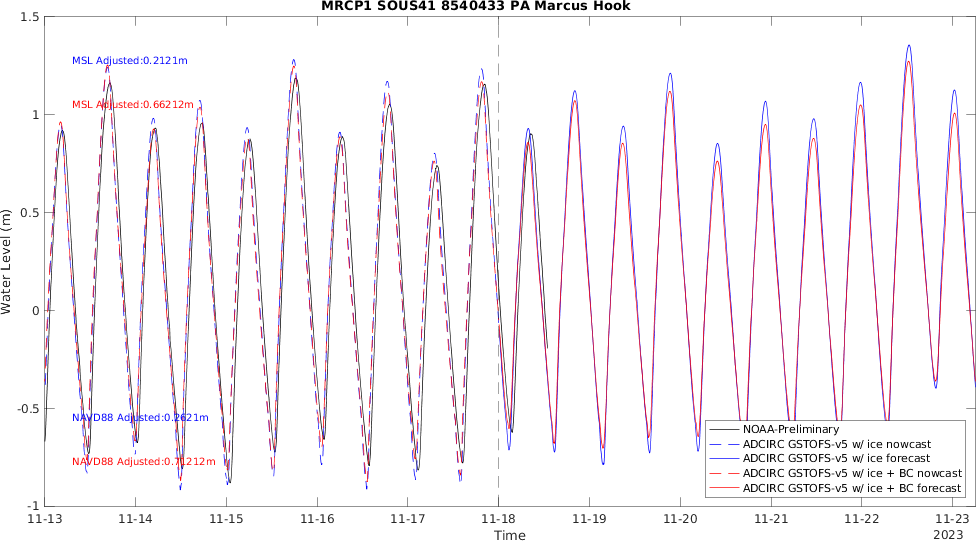 MRCP1 SOUS41 8540433 PA Marcus Hook
1.5
1
0.5
0
-0.5
-1
Water Level (m)
MSL Adjusted:0.2121m
MSL Adjusted:0.66212m
NAVD88 Adjusted:0.2621m
NAVD88 Adjusted:0.71212m
NOAA-Preliminary
ADCIRC GSTOFS-v5 w/ ice nowcast
ADCIRC GSTOFS-v5 w/ ice forecast
ADCIRC GSTOFS-v5 w/ ice + BC nowcast
ADCIRC GSTOFS-v5 w/ ice + BC forecast
11-13 11-14 11-15 11-16 11-17 11-18 11-19 11-20 11-21 11-22 11-23
Time
2023